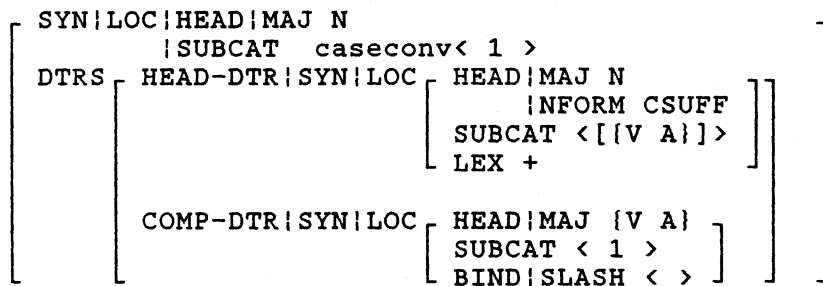 SYN|LOC|HEAD|MAJ N
|SUBCAT caseconv< 1 >
DTRS HEAD-DTR|SYN|LOC HEAD|MAJ N
|NFORM CSUFF
SUBCAT <[{V A}]>
LEX +
COMP-DTR|SYN|LOC HEAD|MAJ {V A}
SUBCAT < 1 >
BIND|SLASH < >